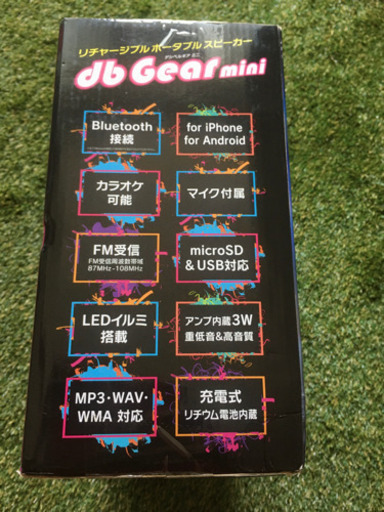 リチャージブル ポータブル スピーカー
デシベルギア ミニ
db Gear mini
Bluetooth
接続
for iPhone
for Android
カラオケ
可能
マイク付属
FM受信
FM受信周波数帯域
87MHz-108MHz
microSD
&USB対応
LEDイルミ
搭載
アンプ内蔵3W
重低音&高音質
MP3・WAV・
WMA 対応
充電式
リチウム電池内蔵